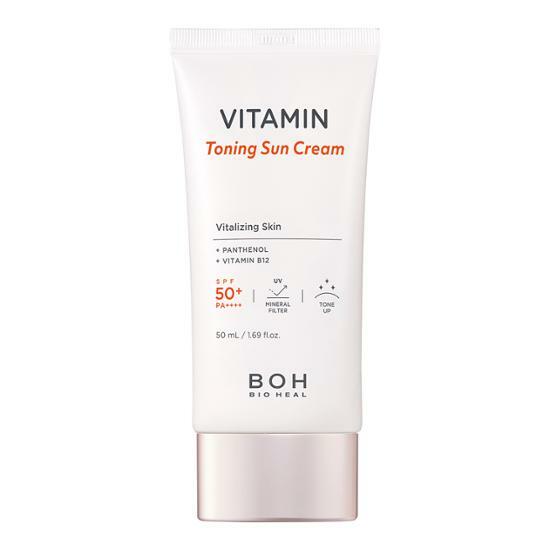 VITAMIN
Toning Sun Cream
Vitalizing Skin
+ PANTHENOL
+ VITAMIN B12
SPF
50+
PA++++
UV
MINERAL
FILTER
TONE
UP
50 mL / 1.69 fl.oz.
BOH
BIO HEAL